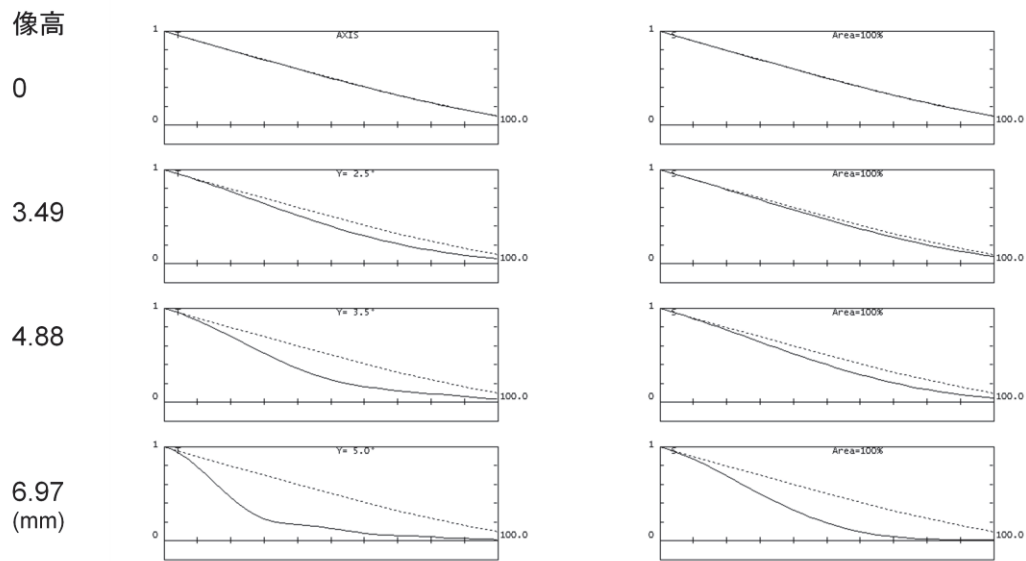 像高
1 T AXIS 1 S Area=100%
0
0 100.0 0 100.0
1 T Y= 2.5° 1 S Area=100%
3.49
0 100.0 0 100.0
1 T Y= 3.5° 1 S Area=100%
4.88
0 100.0 0 100.0
1 T Y= 5.0° 1 S Area=100%
6.97
(mm)
0 100.0 0 100.0